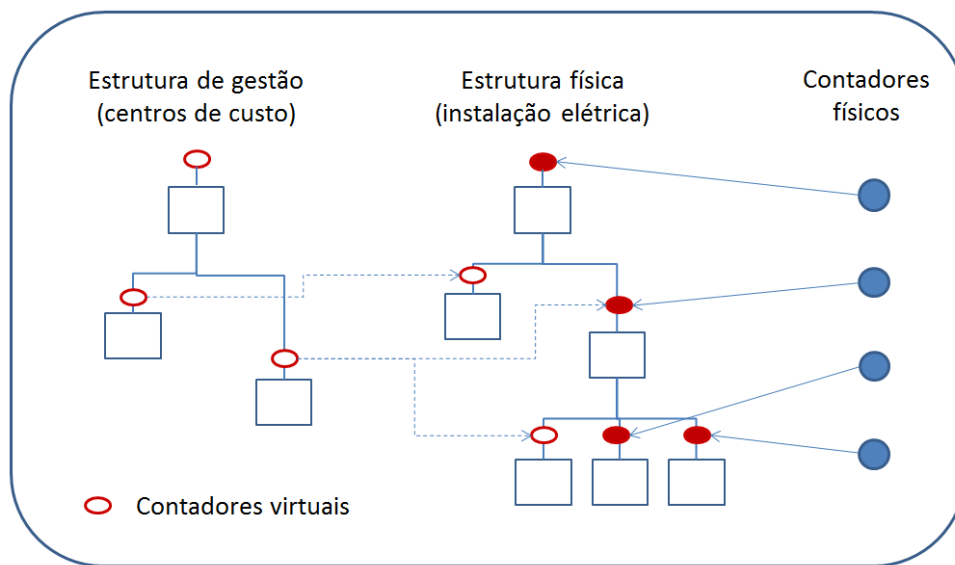 Estrutura de gestão
(centros de custo)
Estrutura física
(instalação elétrica)
Contadores
físicos
Contadores virtuais